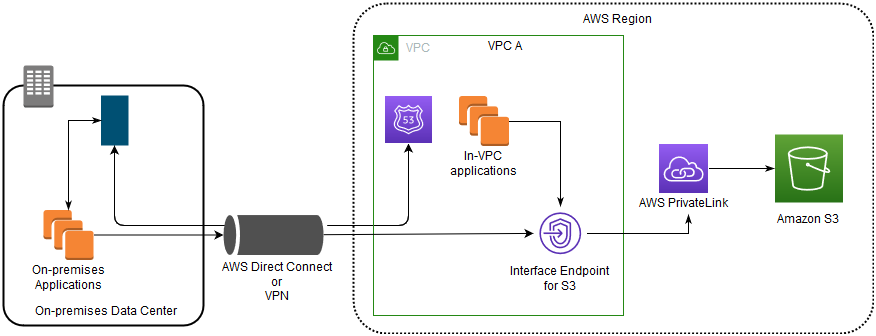 AWS Region
VPC
VPC A
53
In-VPC
applications
AWS PrivateLink
Amazon S3
On-premises
Applications
AWS Direct Connect
or
VPN
Interface Endpoint
for S3
On-premises Data Center